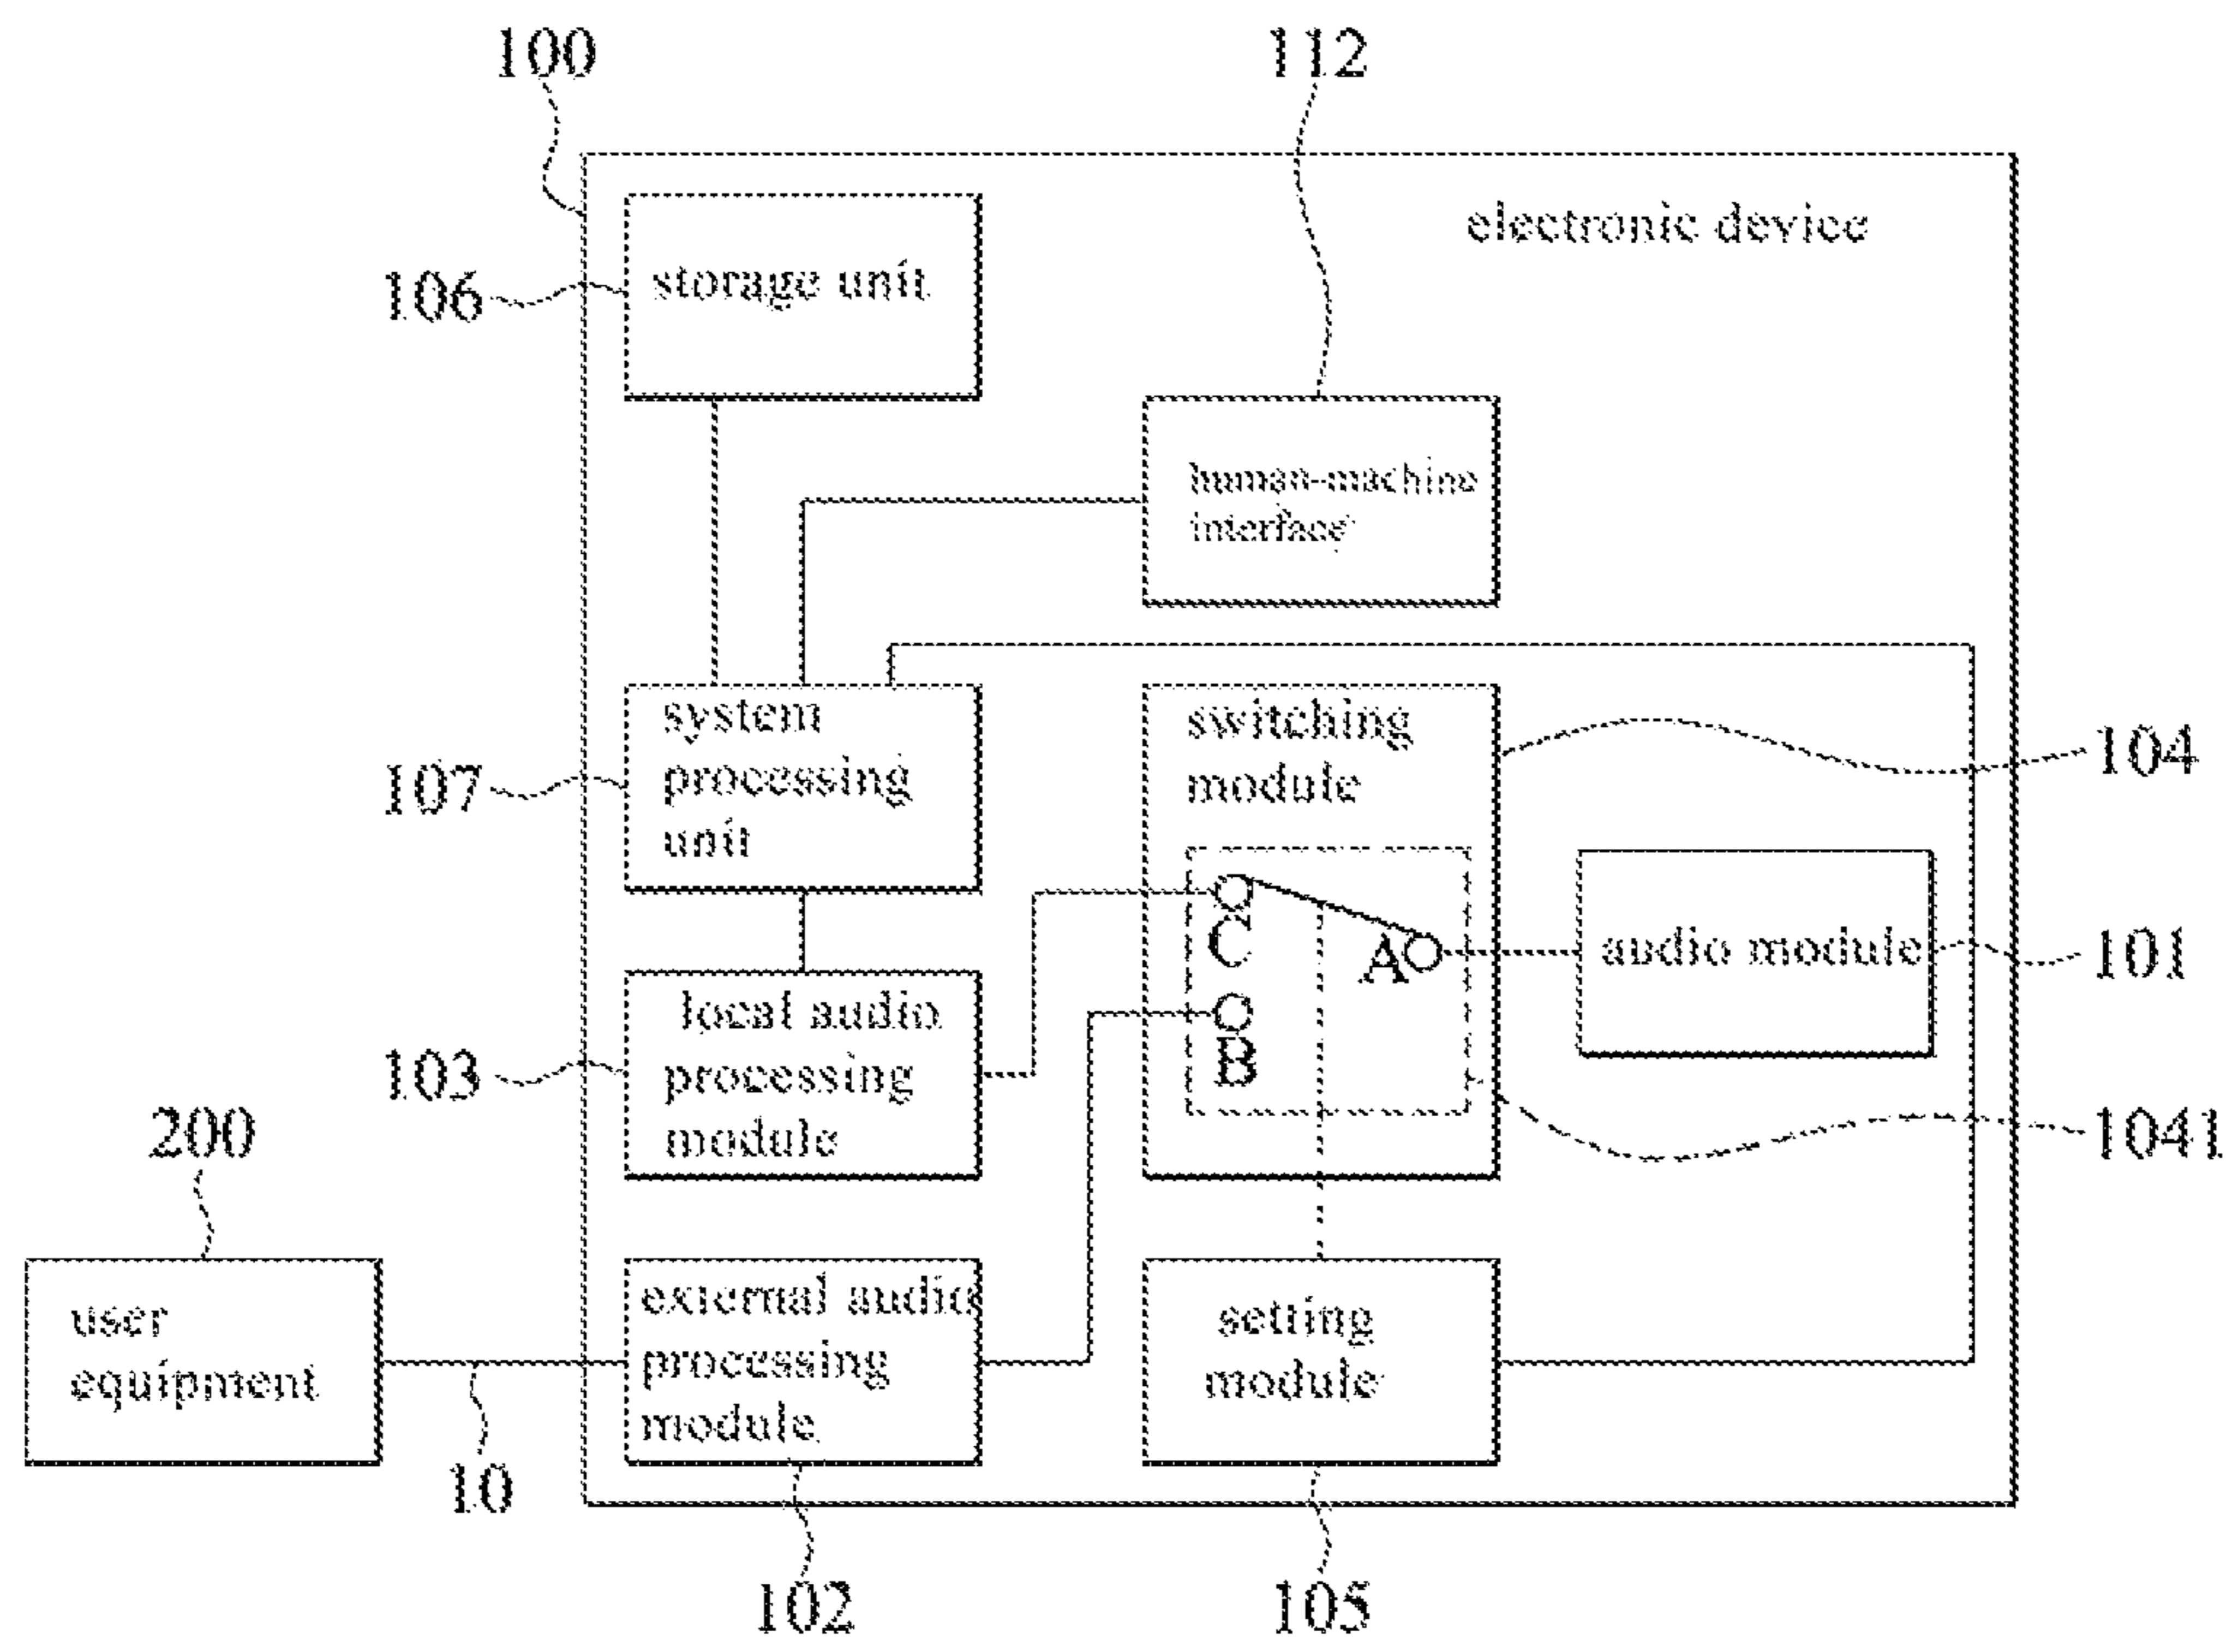 100
112
electronic device
106
storage unit
human-machine
interface
system
processing
unit
107
switching
module
104
C
A
B
audio module
101
local audio
processing
module
103
1041
200
user
equipment
10
external audio
processing
module
102
setting
module
105